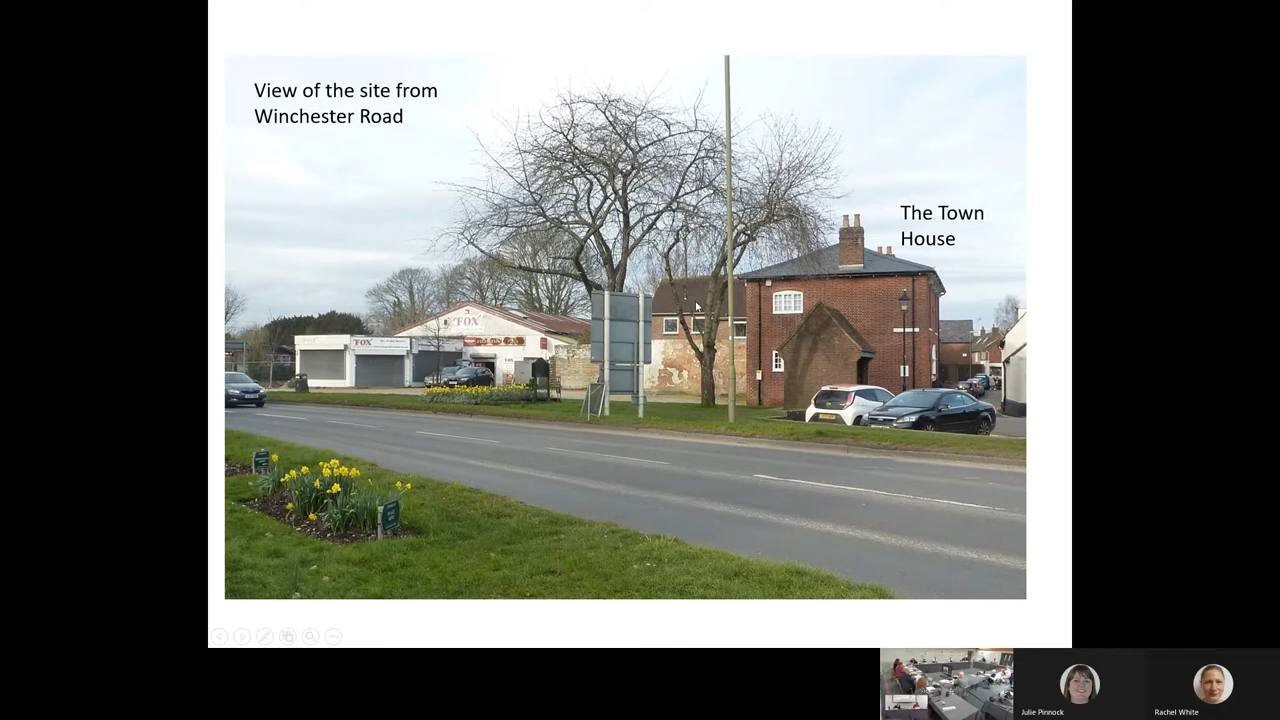 View of the site from
Winchester Road
The Town
House
FOX
FOX
Julie Pinnock
Rachel White